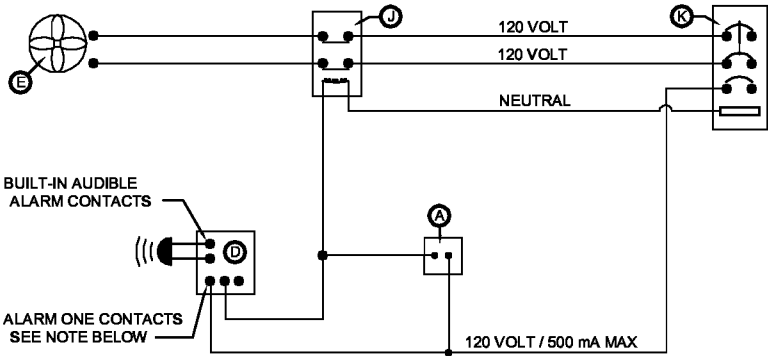 J
K
120 VOLT
120 VOLT
E
NEUTRAL
BUILT-IN AUDIBLE
ALARM CONTACTS
A
D
ALARM ONE CONTACTS
SEE NOTE BELOW
120 VOLT / 500 mA MAX